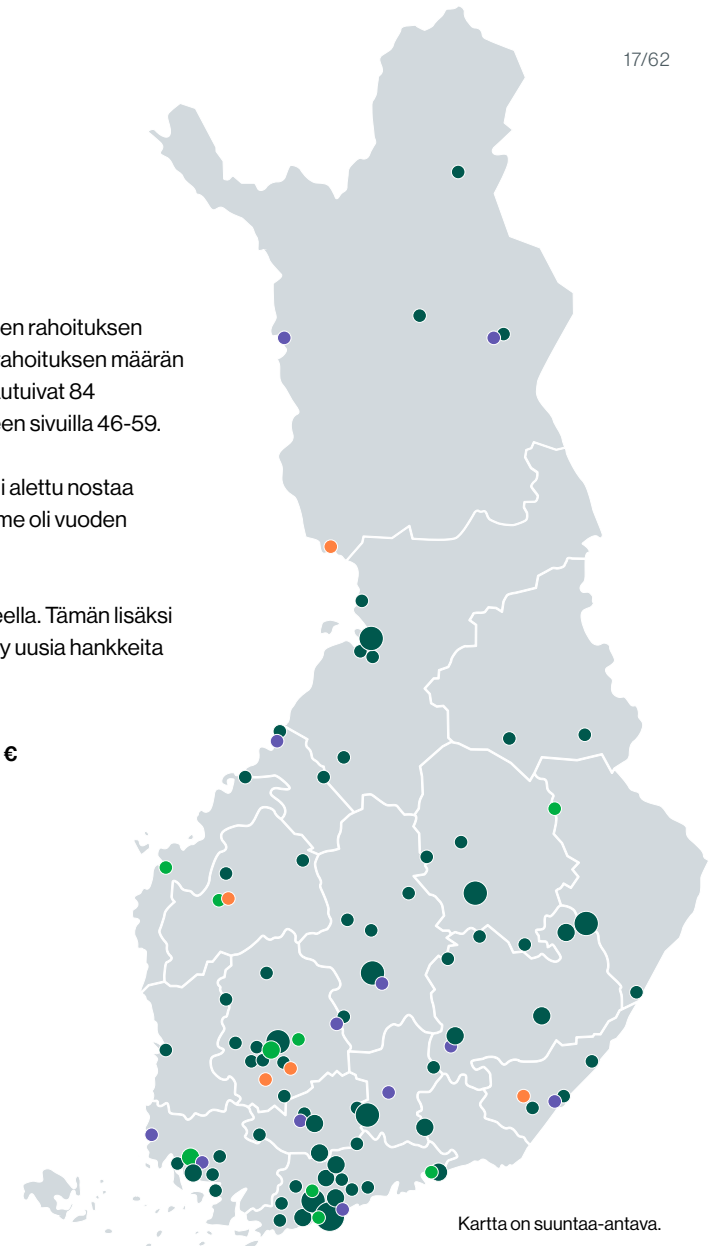 17/62
en rahoituksen
rahoituksen määrän
utuivat 84
een sivuilla 46-59.
i alettu nostaa
me oli vuoden
eella. Tämän lisäksi
y uusia hankkeita
€
Kartta on suuntaa-antava.